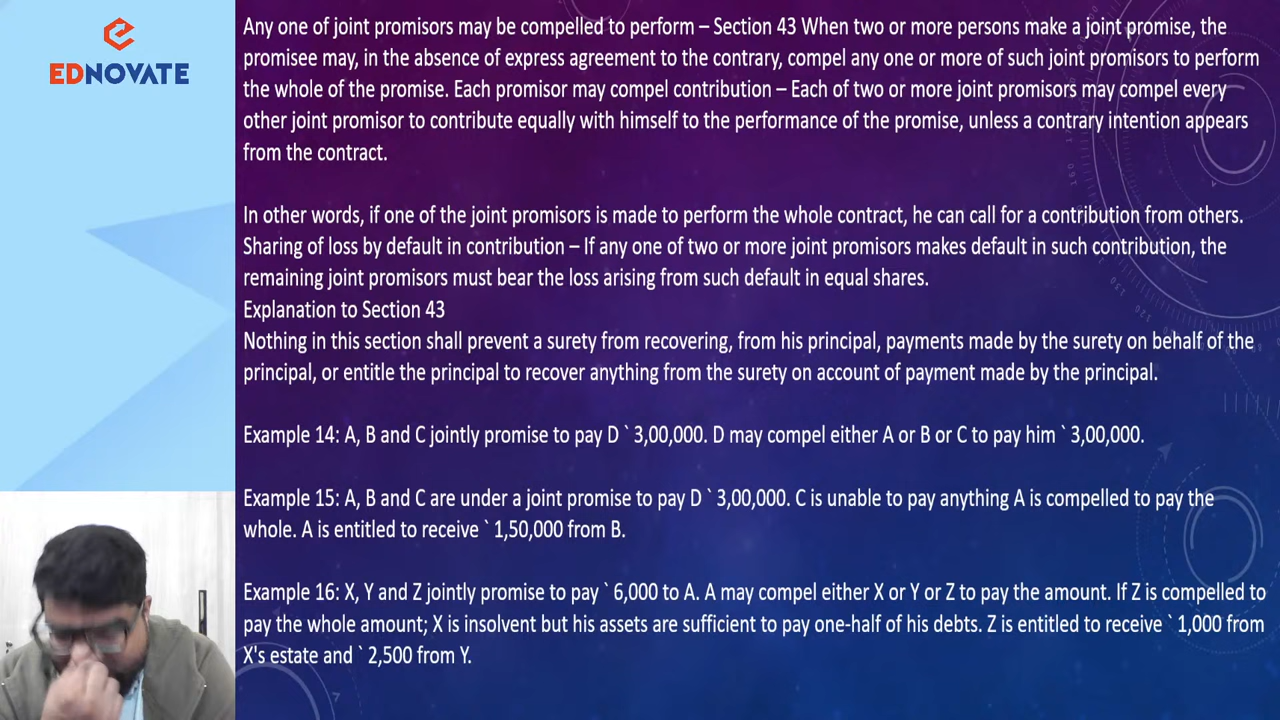 EDNOVATE
Any one of joint promisors may be compelled to perform – Section 43 When two or more persons make a joint promise, the
promisee may, in the absence of express agreement to the contrary, compel any one or more of such joint promisors to perform
the whole of the promise. Each promisor may compel contribution – Each of two or more joint promisors may compel every
other joint promisor to contribute equally with himself to the performance of the promise, unless a contrary intention appears
from the contract.
In other words, if one of the joint promisors is made to perform the whole contract, he can call for a contribution from others.
Sharing of loss by default in contribution – If any one of two or more joint promisors makes default in such contribution, the
remaining joint promisors must bear the loss arising from such default in equal shares.
Explanation to Section 43
Nothing in this section shall prevent a surety from recovering, from his principal, payments made by the surety on behalf of the
principal, or entitle the principal to recover anything from the surety on account of payment made by the principal.
Example 14: A, B and C jointly promise to pay D ` 3,00,000. D may compel either A or B or C to pay him ` 3,00,000.
Example 15: A, B and C are under a joint promise to pay D ` 3,00,000. C is unable to pay anything A is compelled to pay the
whole. A is entitled to receive ` 1,50,000 from B.
Example 16: X, Y and Z jointly promise to pay ` 6,000 to A. A may compel either X or Y or Z to pay the amount. If Z is compelled to
pay the whole amount; X is insolvent but his assets are sufficient to pay one-half of his debts. Z is entitled to receive ` 1,000 from
X's estate and ` 2,500 from Y.